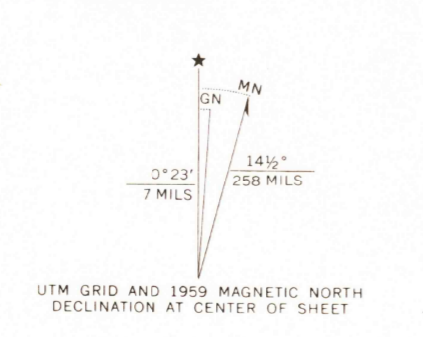 ★
MN
GN
0°23'
7 MILS
14½°
258 MILS
UTM GRID AND 1959 MAGNETIC NORTH
DECLINATION AT CENTER OF SHEET